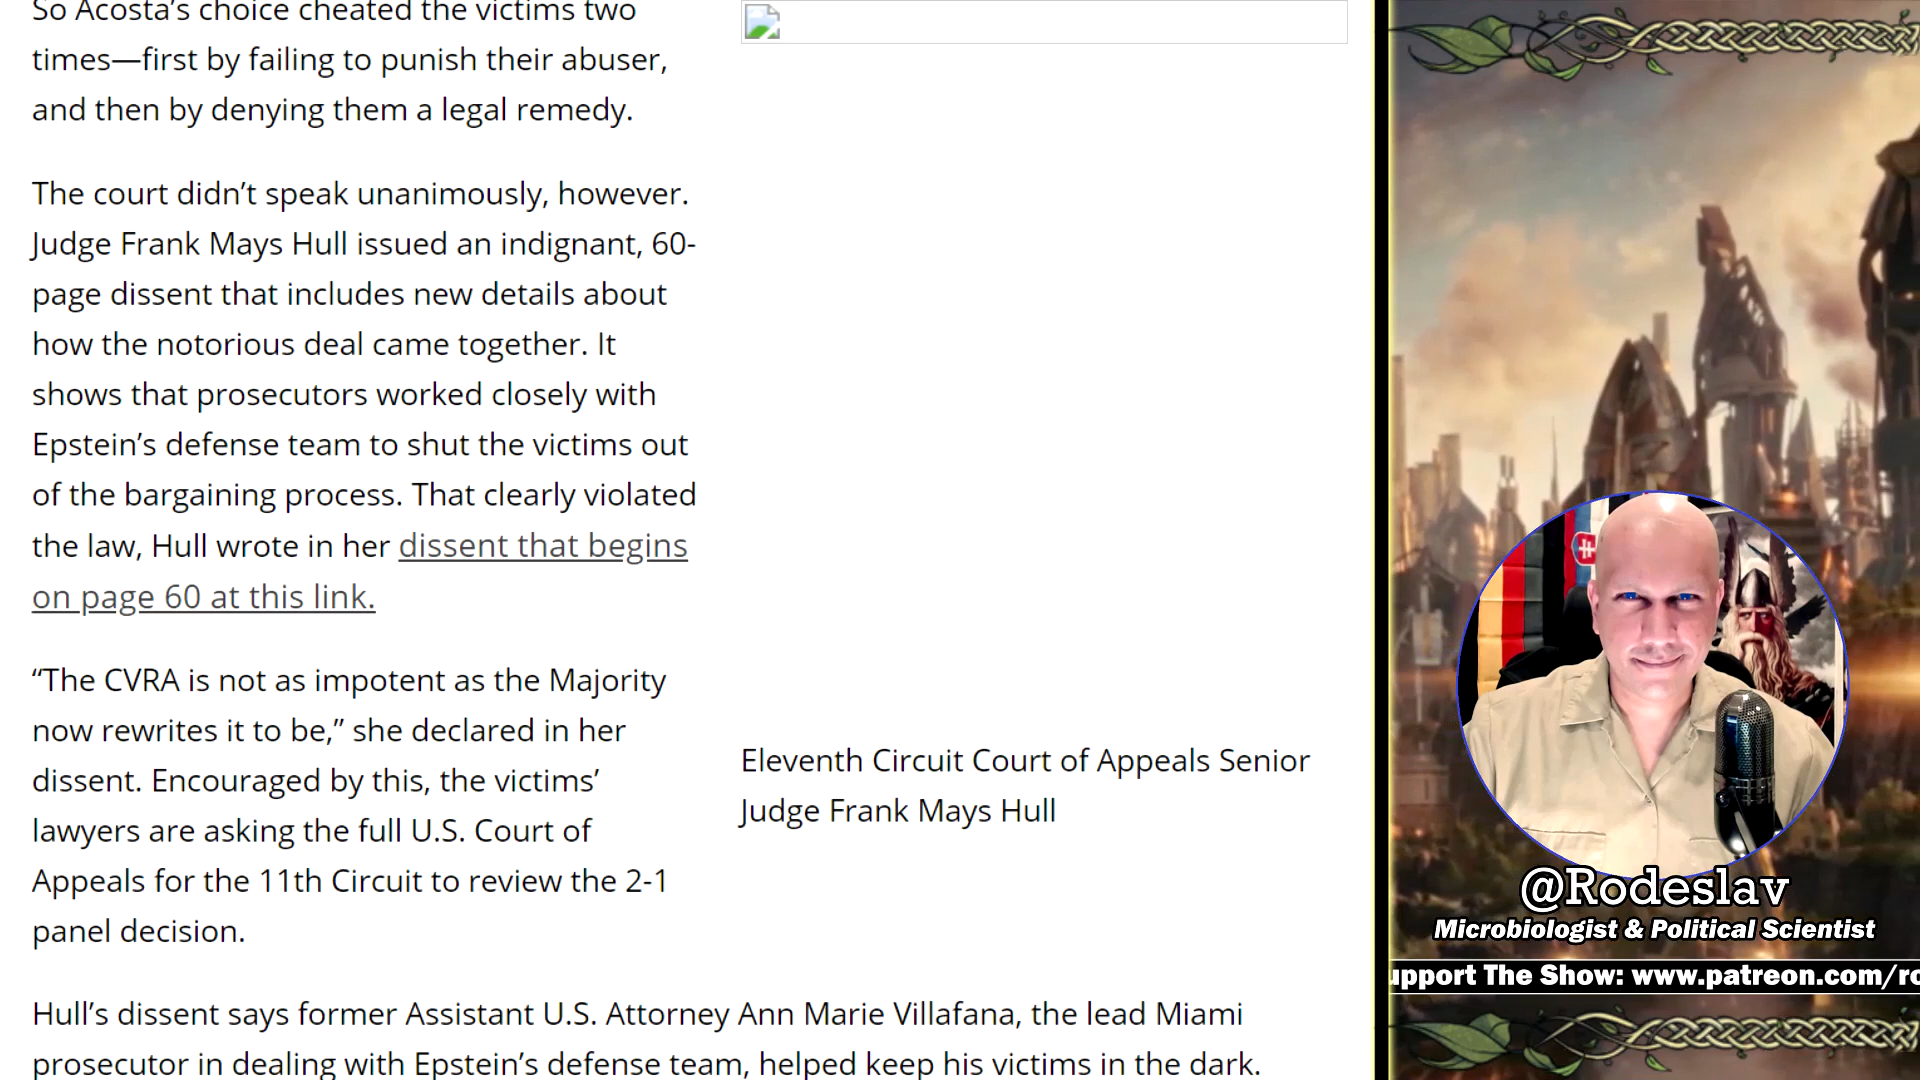 So Acosta’s choice cheated the victims two
times—first by failing to punish their abuser,
and then by denying them a legal remedy.
The court didn’t speak unanimously, however.
Judge Frank Mays Hull issued an indignant, 60-
page dissent that includes new details about
how the notorious deal came together. It
shows that prosecutors worked closely with
Epstein’s defense team to shut the victims out
of the bargaining process. That clearly violated
the law, Hull wrote in her dissent that begins
on page 60 at this link.
“The CVRA is not as impotent as the Majority
now rewrites it to be,” she declared in her
dissent. Encouraged by this, the victims’
lawyers are asking the full U.S. Court of
Appeals for the 11th Circuit to review the 2-1
panel decision.
Eleventh Circuit Court of Appeals Senior
Judge Frank Mays Hull
Hull’s dissent says former Assistant U.S. Attorney Ann Marie Villafana, the lead Miami
prosecutor in dealing with Epstein’s defense team, helped keep his victims in the dark.
@Rodeslav
Microbiologist & Political Scientist
upport The Show: www.patreon.com/ro